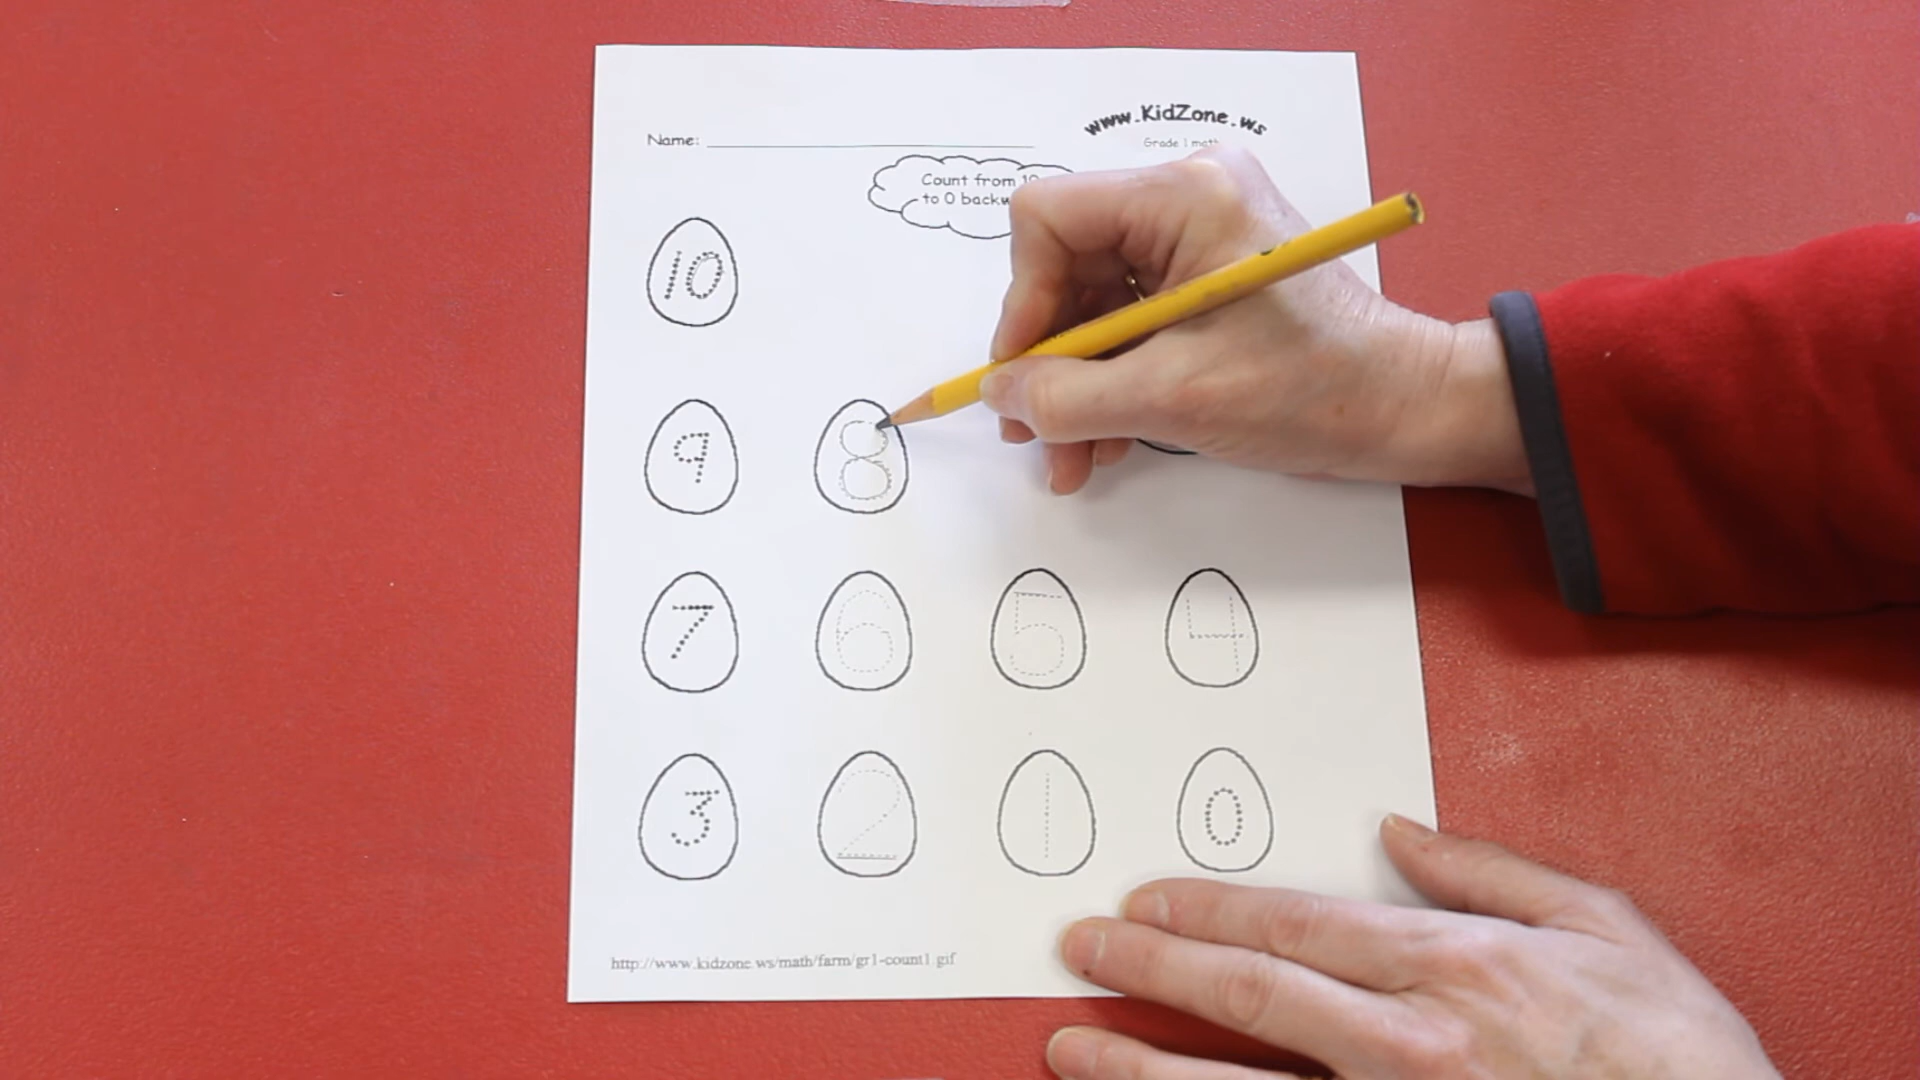 www.KidZone.ws
Name:
Grade 1 math
Count from 10
to 0
10
9 8
7 6 5 4
3 2 1 0
http://www.kidzone.ws/math/farm/gr1-count1.gif